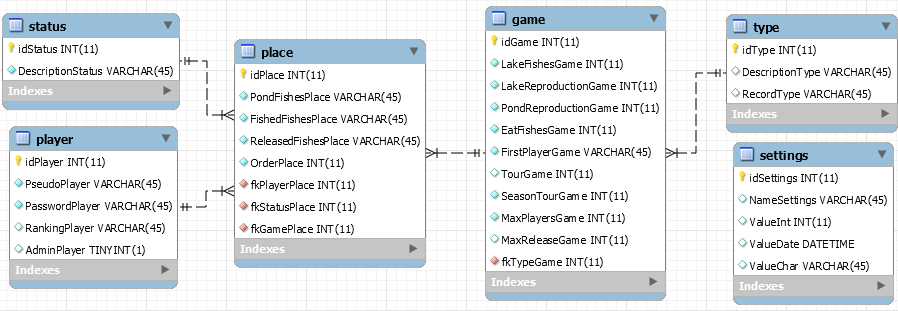 status
idStatus INT(11)
DescriptionStatus VARCHAR(45)
Indexes
player
idPlayer INT(11)
PseudoPlayer VARCHAR(45)
PasswordPlayer VARCHAR(45)
RankingPlayer VARCHAR(45)
AdminPlayer TINYINT(1)
Indexes
place
idPlace INT(11)
PondFishesPlace VARCHAR(45)
FishedFishesPlace VARCHAR(45)
ReleasedFishesPlace VARCHAR(45)
OrderPlace INT(11)
fkPlayerPlace INT(11)
fkStatusPlace INT(11)
fkGamePlace INT(11)
Indexes
game
idGame INT(11)
LakeFishesGame INT(11)
LakeReproductionGame INT(11)
PondReproductionGame INT(11)
EatFishesGame INT(11)
FirstPlayerGame VARCHAR(45)
TourGame INT(11)
SeasonTourGame INT(11)
MaxPlayersGame INT(11)
MaxReleaseGame INT(11)
fkTypeGame INT(11)
Indexes
type
idType INT(11)
DescriptionType VARCHAR(45)
RecordType VARCHAR(45)
Indexes
settings
idSettings INT(11)
NameSettings VARCHAR(45)
ValueInt INT(11)
ValueDate DATETIME
ValueChar VARCHAR(45)
Indexes